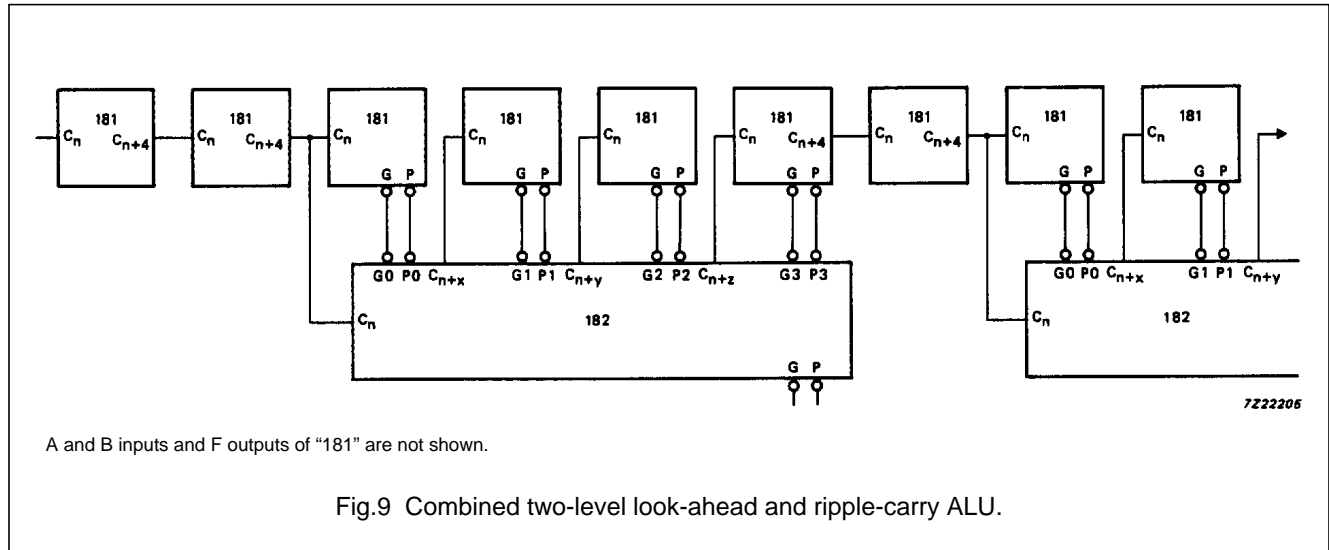 181 181 181 181 181 181 181 181 181
Cn Cn+4 Cn Cn+4 Cn Cn Cn Cn Cn+4 Cn Cn+4 Cn Cn
G P G P G P G P G P G P
G0 P0 Cn+x G1 P1 Cn+y G2 P2 Cn+z G3 P3 G0 P0 Cn+x G1 P1 Cn+y
Cn 182 Cn 182
G P
7Z22206
A and B inputs and F outputs of “181” are not shown.
Fig.9 Combined two-level look-ahead and ripple-carry ALU.